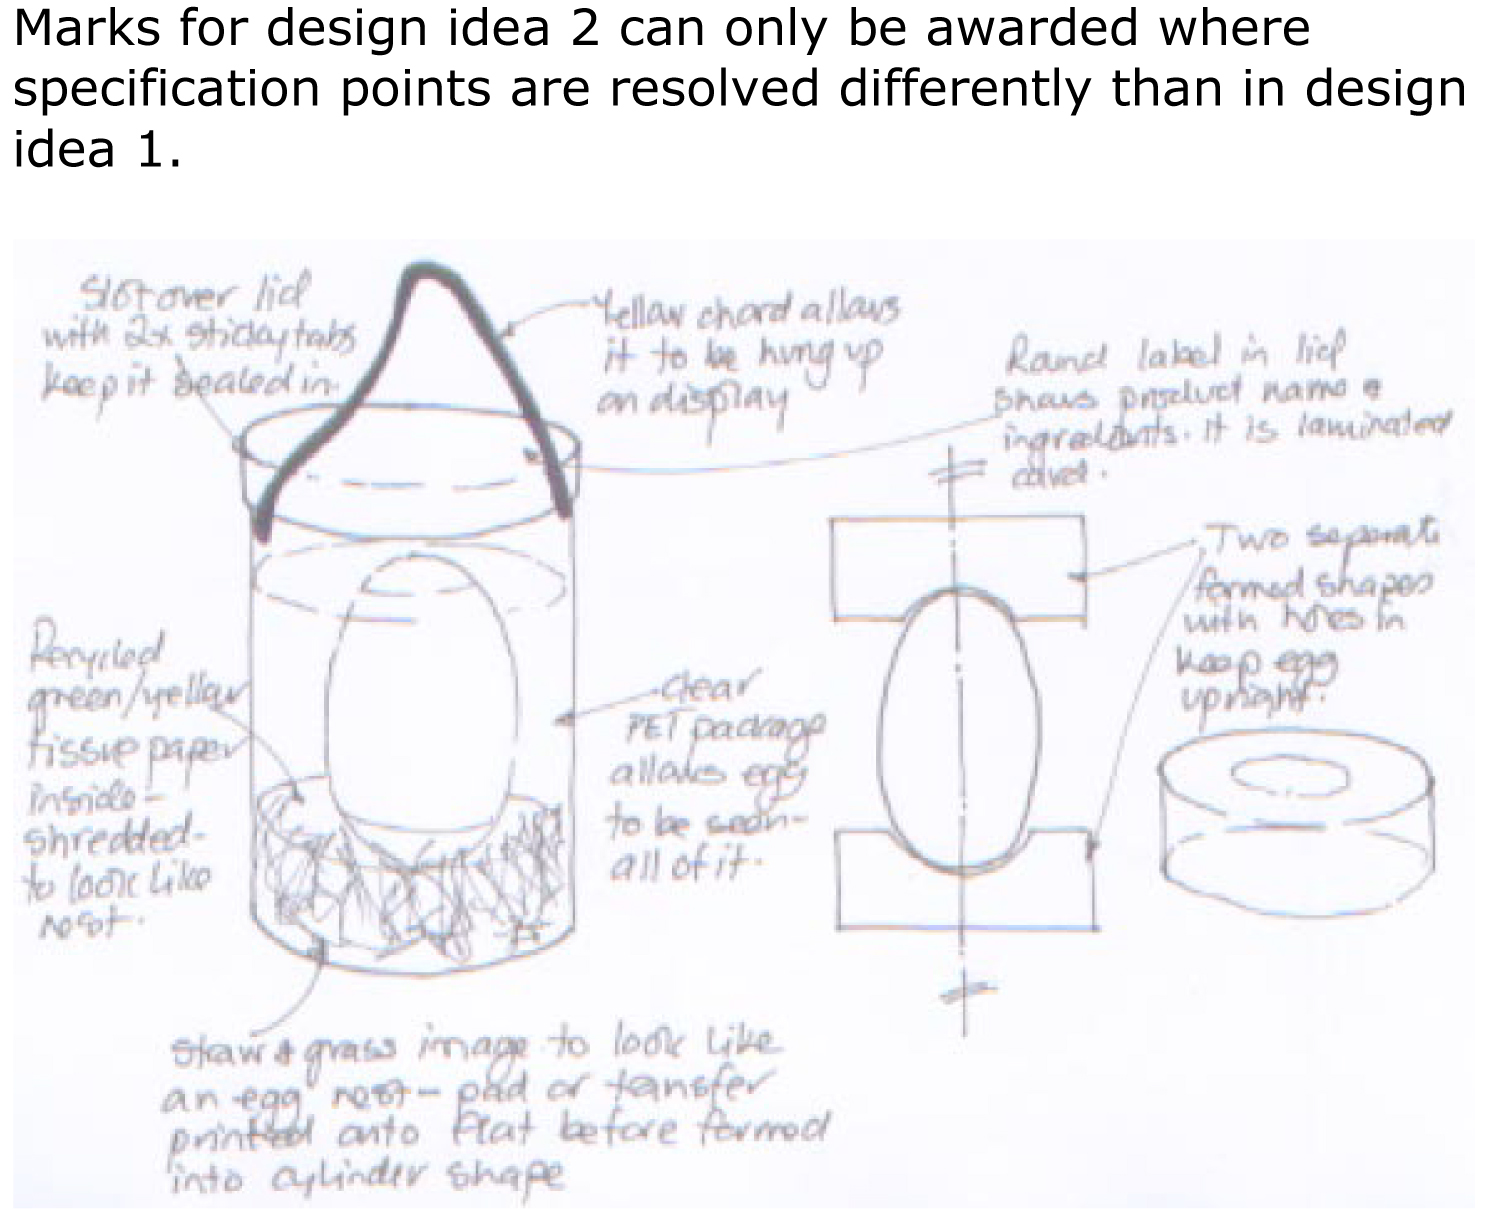 Marks for design idea 2 can only be awarded where
specification points are resolved differently than in design
idea 1.
Slot over lid
with 2x sticky tabs
keep it sealed in.
Yellow chord allows
it to be hung up
on display
Round label in lid
shows product name &
ingredients. It is laminated
card.
Two separate
formed shapes
with holes in
keep egg
upright.
Recycled
green/yellow
tissue paper
inside -
shredded-
to look like
nest.
clear
PET package
allows egg
to be seen-
all of it.
Straw & grass image to look like
an egg nest - pad or transfer
printed onto flat before formed
into cylinder shape